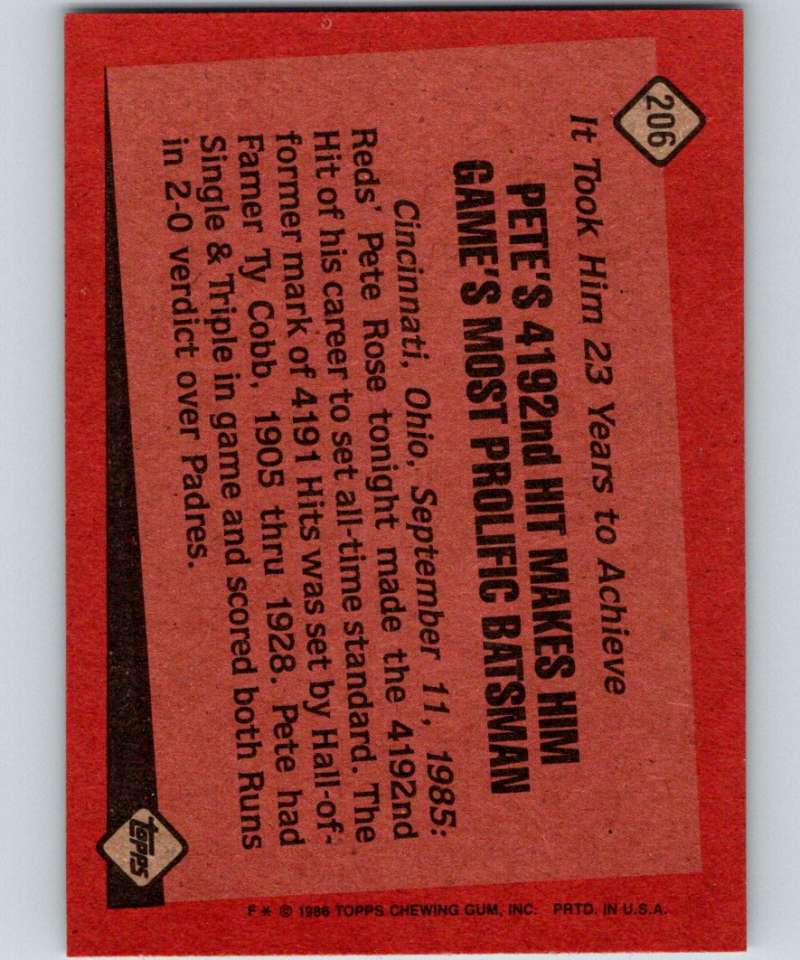 206
It Took Him 23 Years to Achieve
PETE'S 4192nd HIT MAKES HIM
GAME'S MOST PROLIFIC BATSMAN
Cincinnati, Ohio, September 11, 1985:
Reds' Pete Rose tonight made the 4192nd
Hit of his career to set all-time standard. The
former mark of 4191 Hits was set by Hall-of-
Famer Ty Cobb, 1905 thru 1928. Pete had
Single & Triple in game and scored both Runs
in 2-0 verdict over Padres.
topps
F * © 1986 TOPPS CHEWING GUM, INC. PRTD. IN U.S.A.